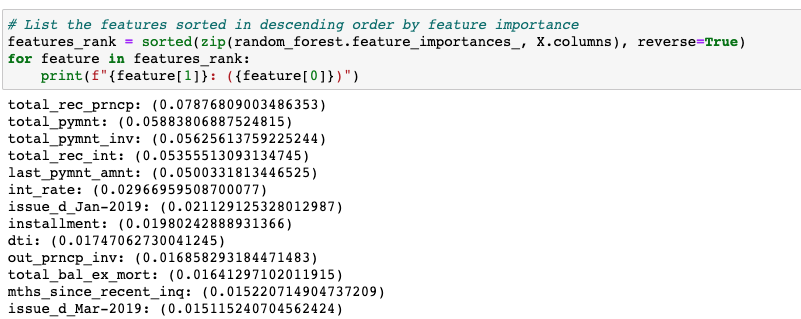 # List the features sorted in descending order by feature importance
features_rank = sorted(zip(random_forest.feature_importances_, X.columns), reverse=True)
for feature in features_rank:
    print(f"{feature[1]}: ({feature[0]})")
total_rec_prncp: (0.07876809003486353)
total_pymnt: (0.05883806887524815)
total_pymnt_inv: (0.05625613759225244)
total_rec_int: (0.05355513093134745)
last_pymnt_amnt: (0.0500331813446525)
int_rate: (0.02966959508700077)
issue_d_Jan-2019: (0.021129125328012987)
installment: (0.01980242888931366)
dti: (0.01747062730041245)
out_prncp_inv: (0.016858293184471483)
total_bal_ex_mort: (0.01641297102011915)
mths_since_recent_inq: (0.015220714904737209)
issue_d_Mar-2019: (0.015115240704562424)